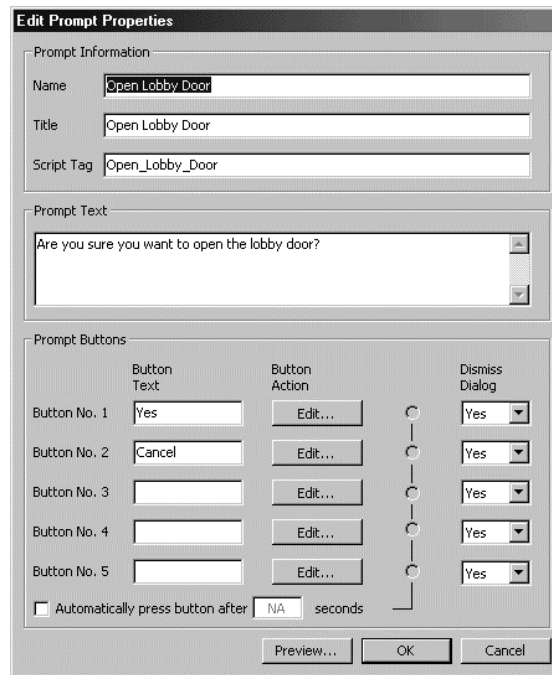 Edit Prompt Properties
Prompt Information
Name Open Lobby Door
Title Open Lobby Door
Script Tag Open_Lobby_Door
Prompt Text
Are you sure you want to open the lobby door?
Prompt Buttons
Button Text Button Action Dismiss Dialog
Button No. 1 Yes Edit... Yes
Button No. 2 Cancel Edit... Yes
Button No. 3 Edit... Yes
Button No. 4 Edit... Yes
Button No. 5 Edit... Yes
Automatically press button after NA seconds
Preview... OK Cancel